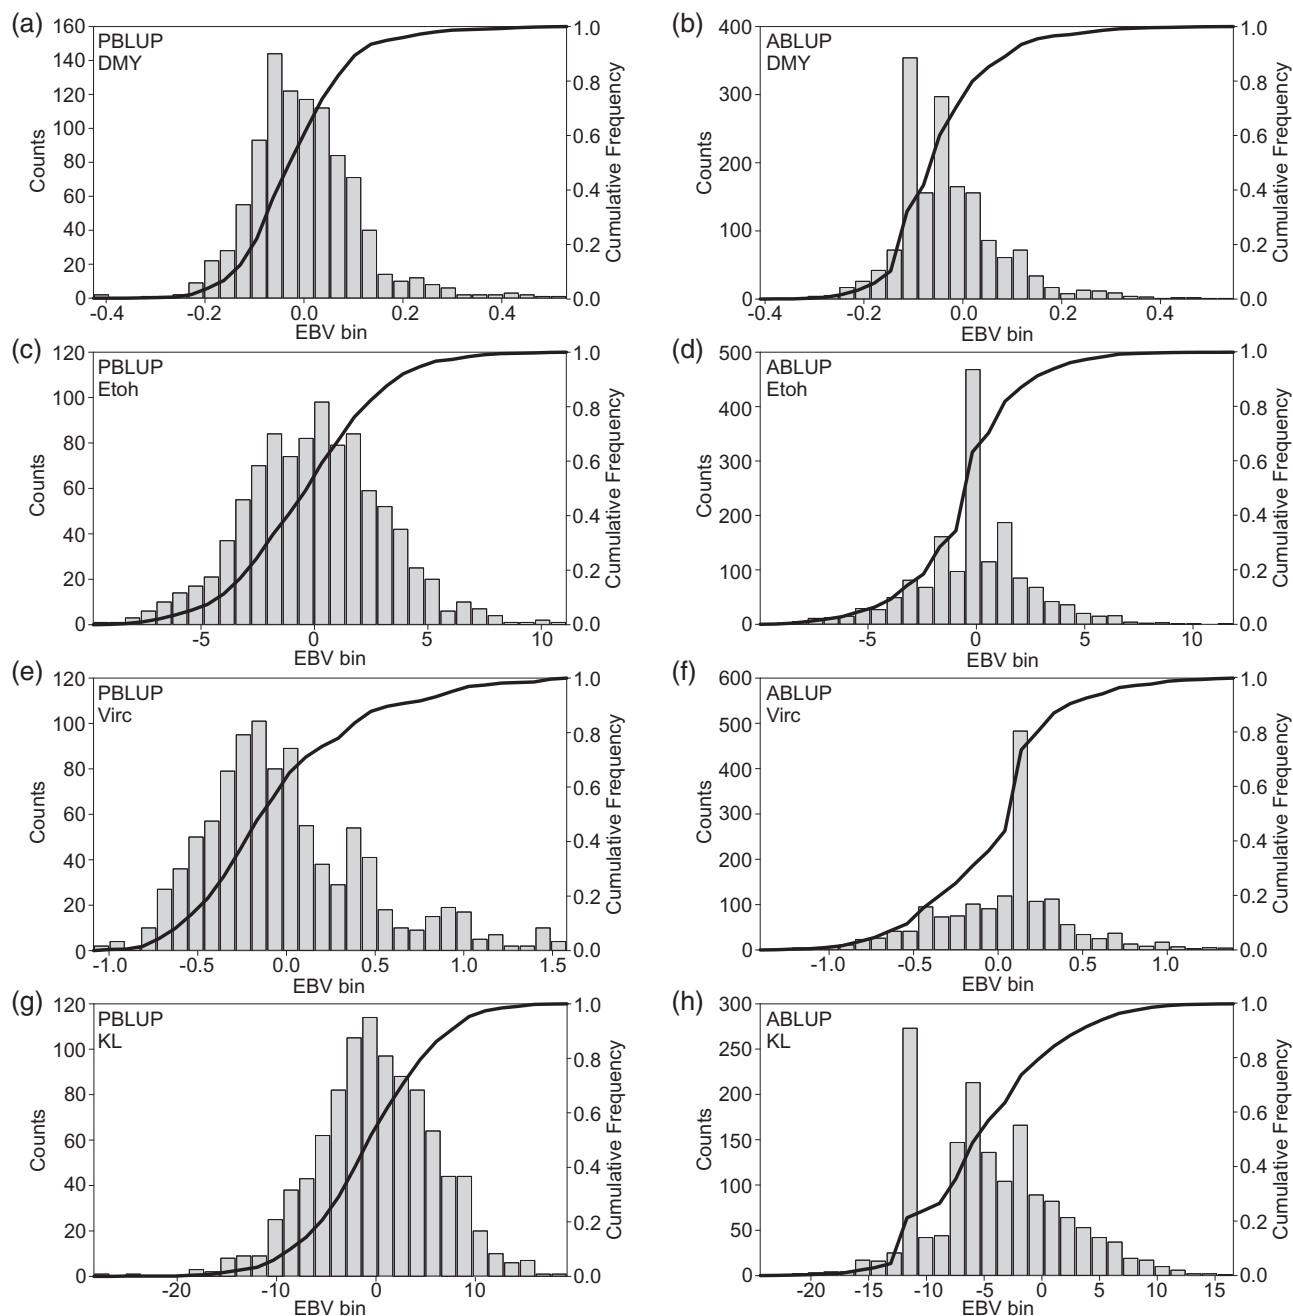 (a)
PBLUP
DMY
160
140
120
100
80
60
40
20
0
Counts
1.0
0.8
0.6
0.4
0.2
0.0
Cumulative Frequency
-0.4 -0.2 0.0 0.2 0.4
EBV bin
(b)
ABLUP
DMY
400
300
200
100
0
Counts
1.0
0.8
0.6
0.4
0.2
0.0
Cumulative Frequency
-0.4 -0.2 0.0 0.2 0.4
EBV bin
(c)
PBLUP
Etoh
120
100
80
60
40
20
0
Counts
1.0
0.8
0.6
0.4
0.2
0.0
Cumulative Frequency
-5 0 5 10
EBV bin
(d)
ABLUP
Etoh
500
400
300
200
100
0
Counts
1.0
0.8
0.6
0.4
0.2
0.0
Cumulative Frequency
-5 0 5 10
EBV bin
(e)
PBLUP
Virc
120
100
80
60
40
20
0
Counts
1.0
0.8
0.6
0.4
0.2
0.0
Cumulative Frequency
-1.0 -0.5 0.0 0.5 1.0 1.5
EBV bin
(f)
ABLUP
Virc
600
500
400
300
200
100
0
Counts
1.0
0.8
0.6
0.4
0.2
0.0
Cumulative Frequency
-1.0 -0.5 0.0 0.5 1.0
EBV bin
(g)
PBLUP
KL
120
100
80
60
40
20
0
Counts
1.0
0.8
0.6
0.4
0.2
0.0
Cumulative Frequency
-20 -10 0 10
EBV bin
(h)
ABLUP
KL
300
250
200
150
100
50
0
Counts
1.0
0.8
0.6
0.4
0.2
0.0
Cumulative Frequency
-20 -15 -10 -5 0 5 10 15
EBV bin